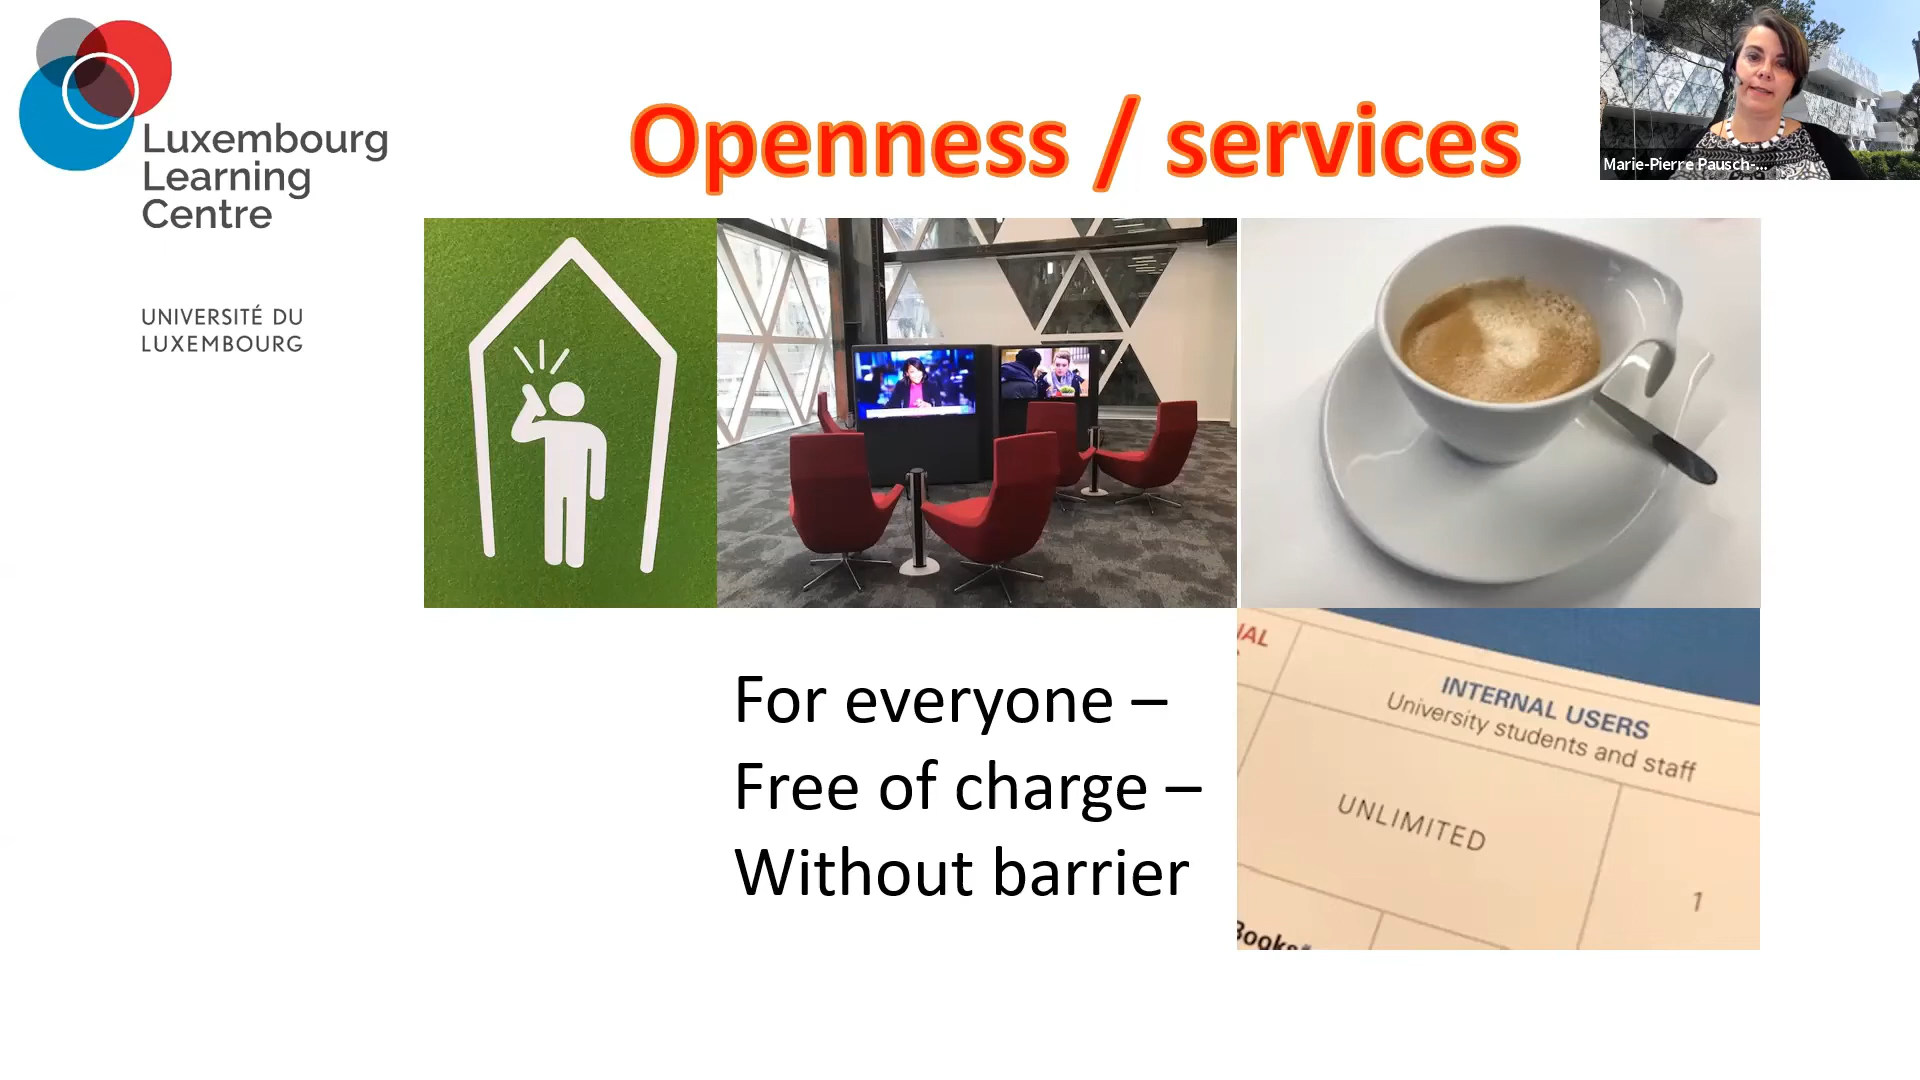 Luxembourg
Learning
Centre
UNIVERSITÉ DU
LUXEMBOURG
Openness / services
Marie-Pierre Pausch-...
For everyone –
Free of charge –
Without barrier
INTERNAL USERS
University students and staff
UNLIMITED
1
Books